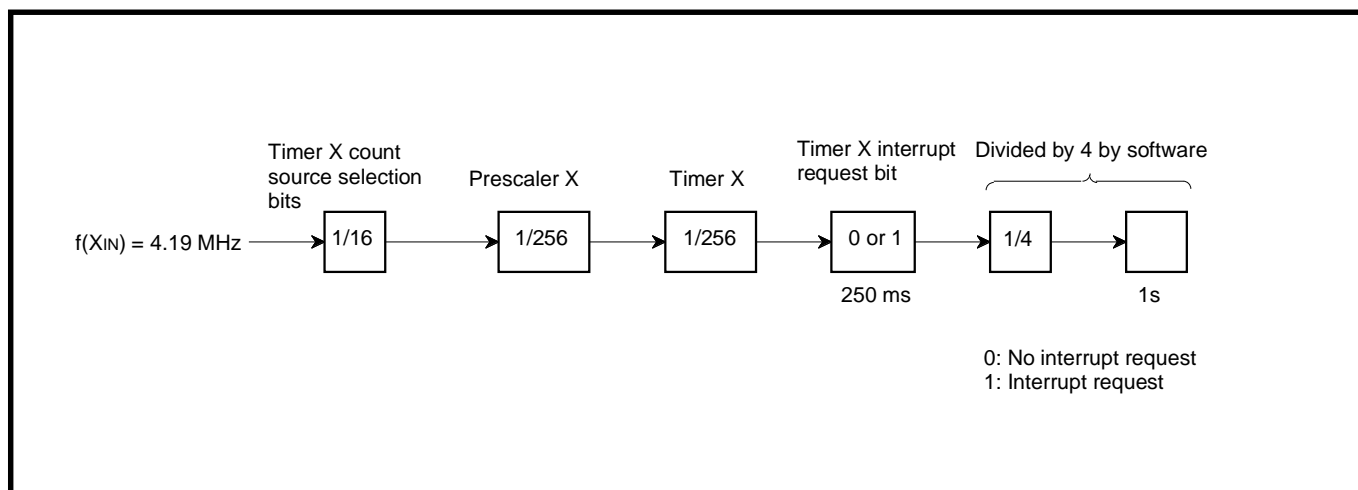 Timer X count
source selection
bits
Prescaler X
Timer X
Timer X interrupt
request bit
Divided by 4 by software
f(XIN) = 4.19 MHz
1/16
1/256
1/256
0 or 1
1/4
250 ms
1s
0: No interrupt request
1: Interrupt request